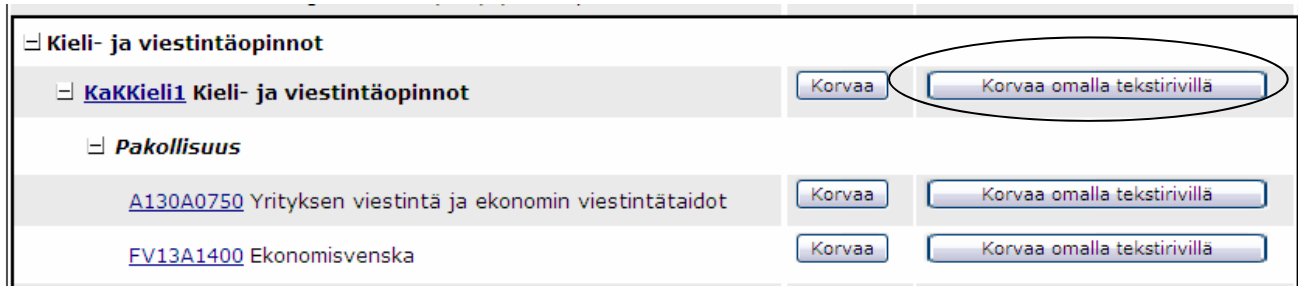 Kieli- ja viestintäopinnot
KaKKieli1 Kieli- ja viestintäopinnot Korvaa Korvaa omalla tekstirivillä
Pakollisuus
A130A0750 Yrityksen viestintä ja ekonomin viestintätaidot Korvaa Korvaa omalla tekstirivillä
FV13A1400 Ekonomisvenska Korvaa Korvaa omalla tekstirivillä